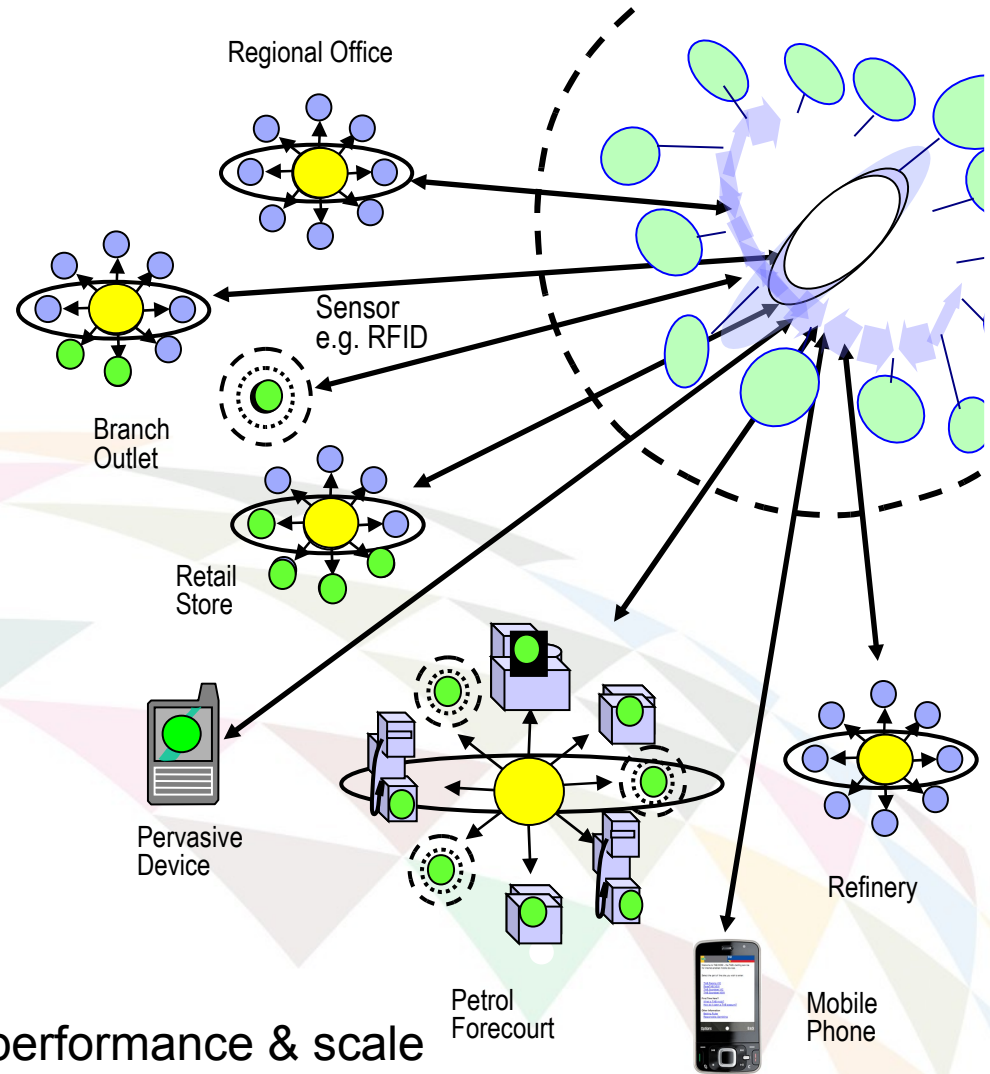 Regional Office
Sensor
e.g. RFID
Branch
Outlet
Retail
Store
Pervasive
Device
Refinery
Petrol
Forecourt
Mobile
Phone
performance & scale